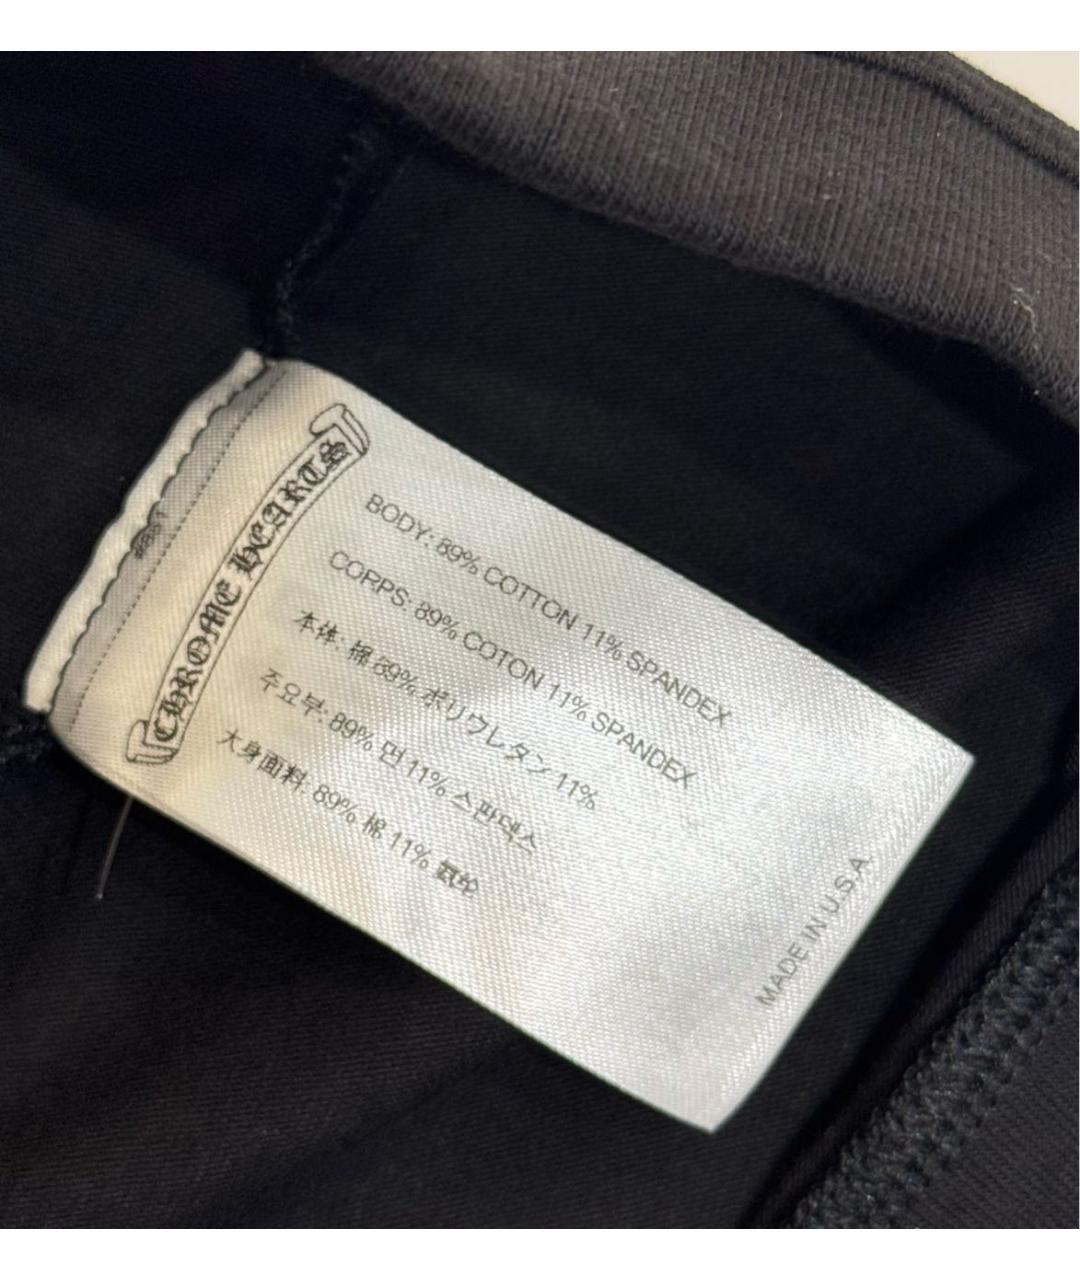 CHROME HEARTS
BODY: 89% COTTON 11% SPANDEX
CORPS: 89% COTON 11% SPANDEX
本体: 棉 89% ポリウレタン 11%
주요부: 89% 면 11% 스판덱스
大身面料: 89% 棉 11% 氨纶
MADE IN U.S.A.